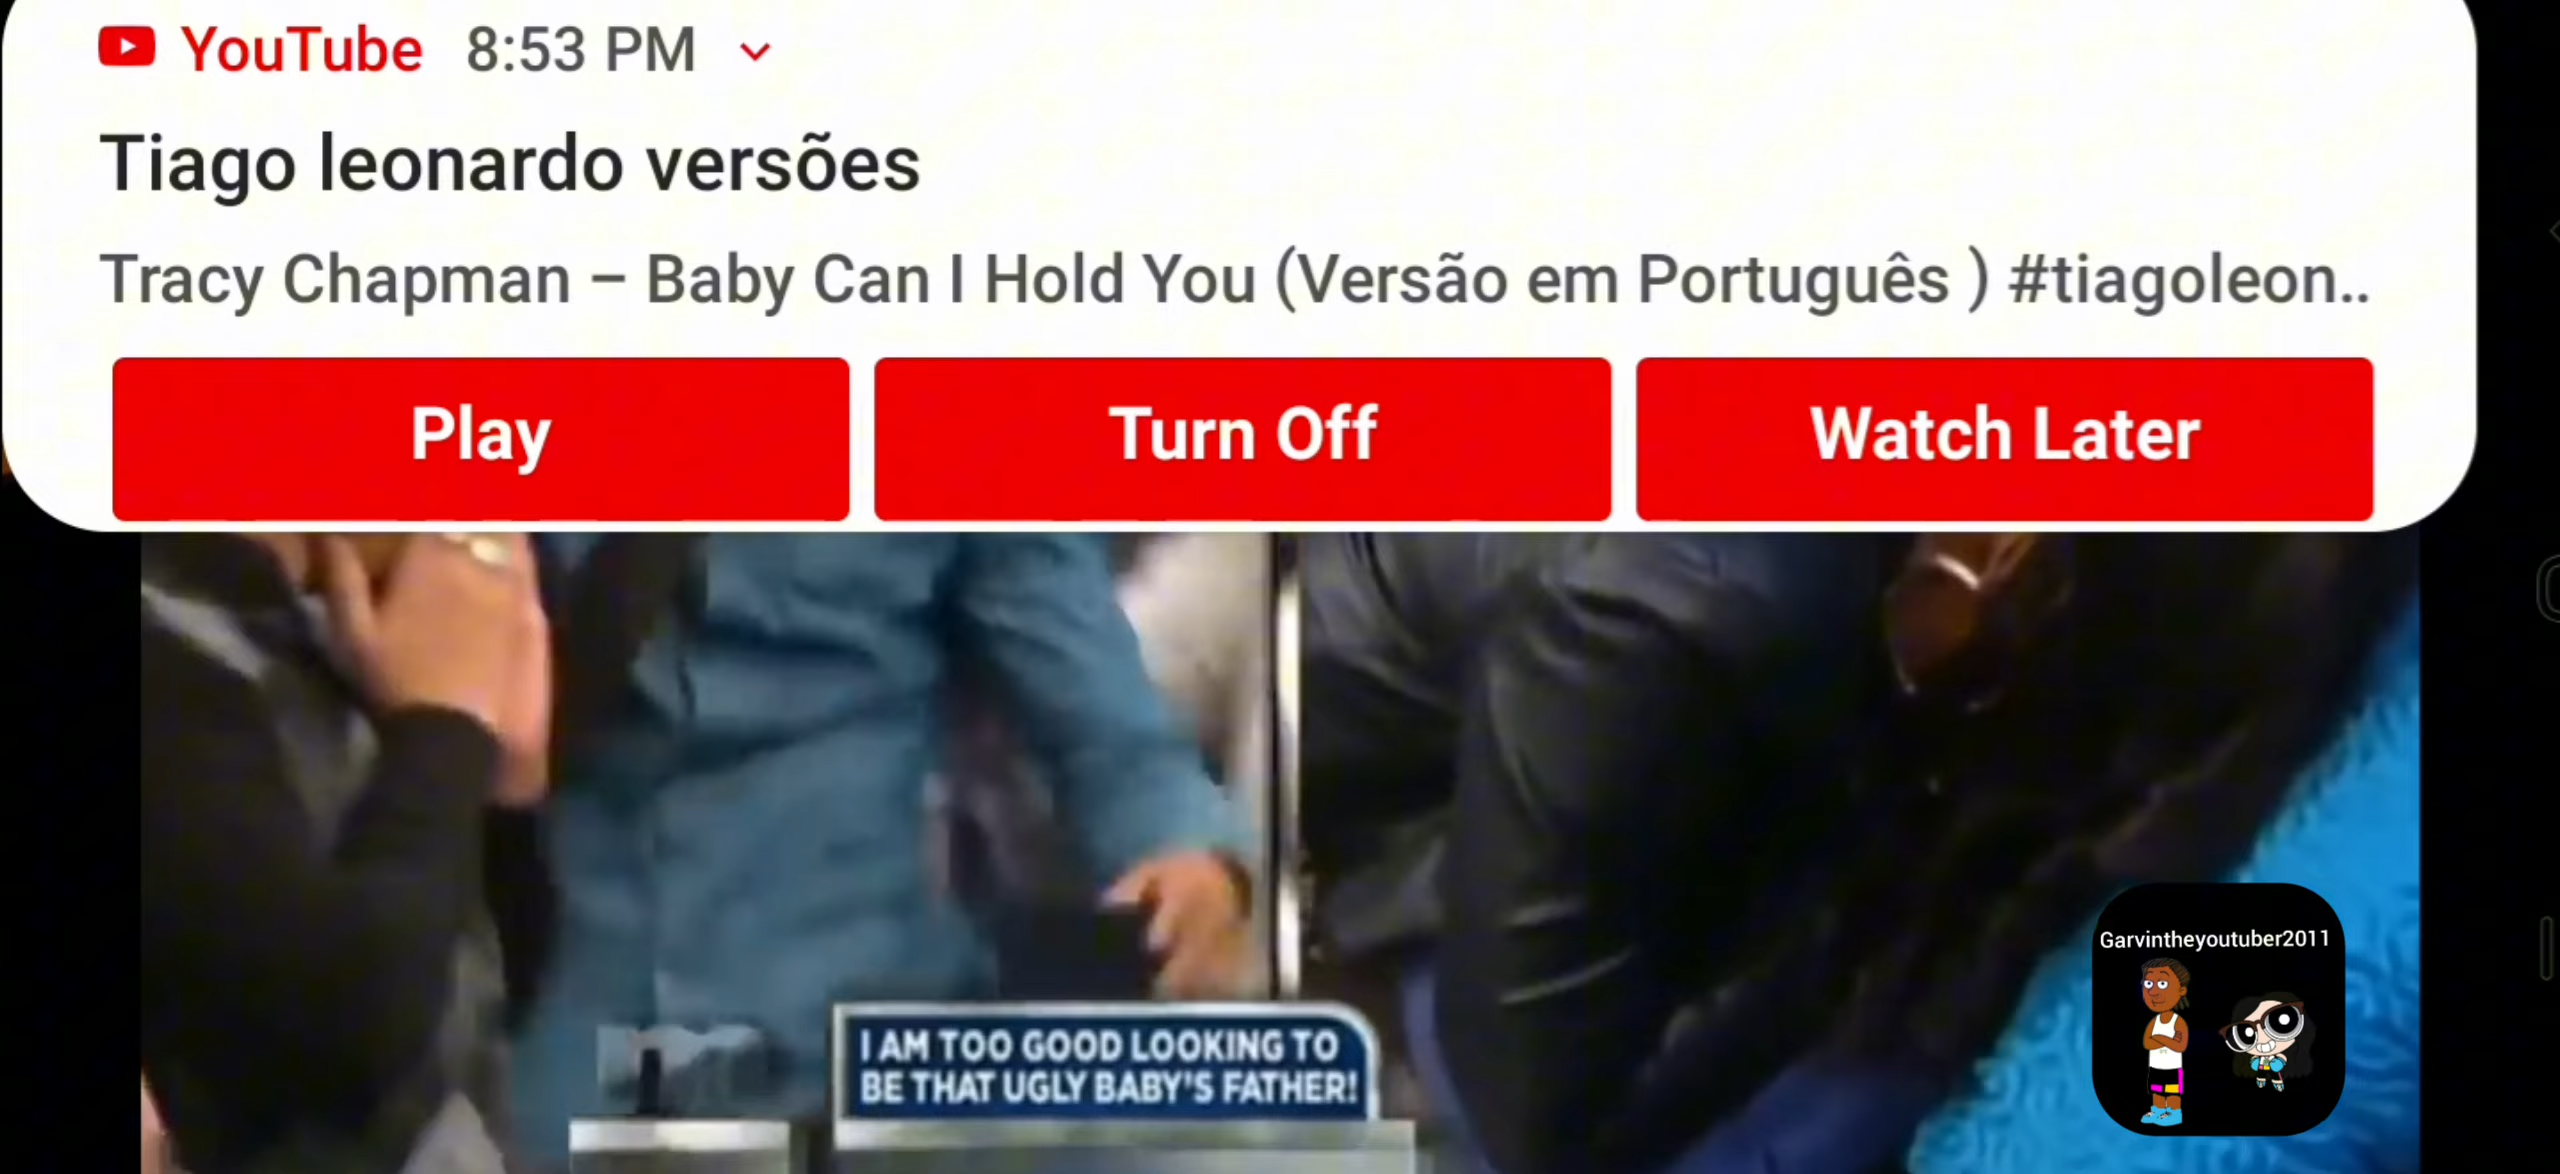 YouTube 8:53 PM
Tiago leonardo versões
Tracy Chapman – Baby Can I Hold You (Versão em Português ) #tiagoleon..
Play Turn Off Watch Later
I AM TOO GOOD LOOKING TO
BE THAT UGLY BABY'S FATHER!
Garvintheyoutuber2011